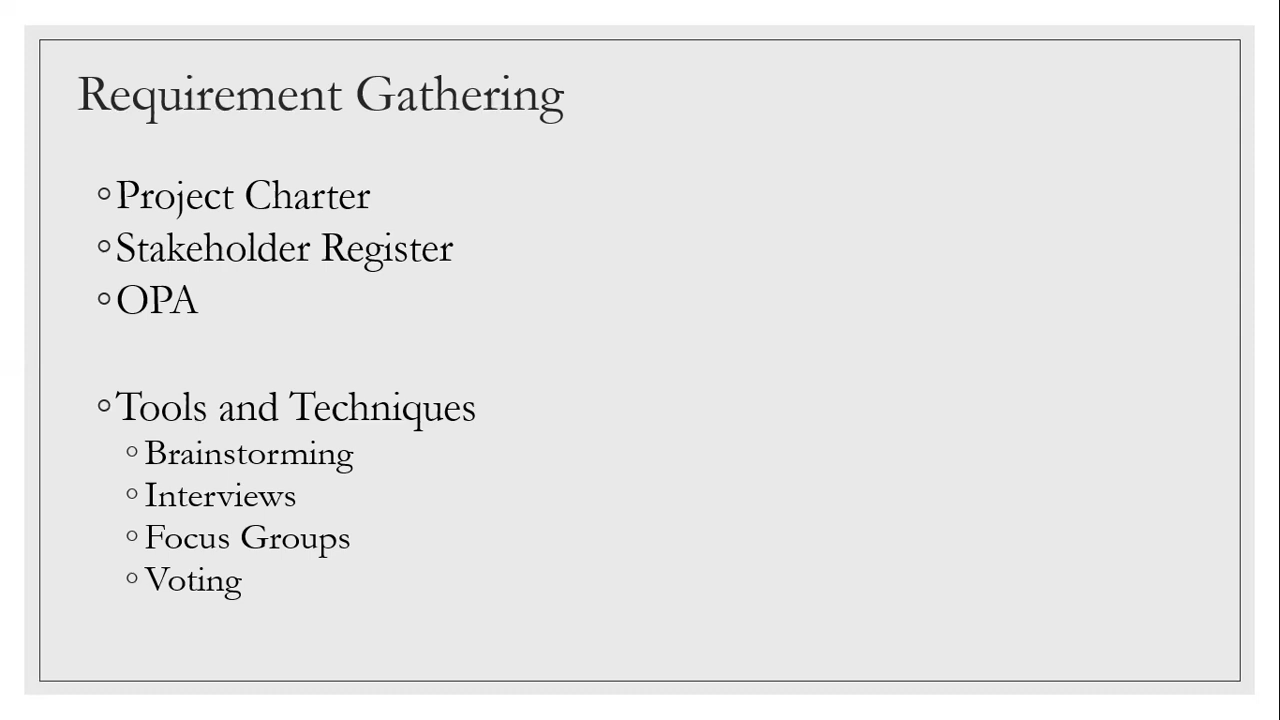 Requirement Gathering
◦Project Charter
◦Stakeholder Register
◦OPA
◦Tools and Techniques
◦Brainstorming
◦Interviews
◦Focus Groups
◦Voting